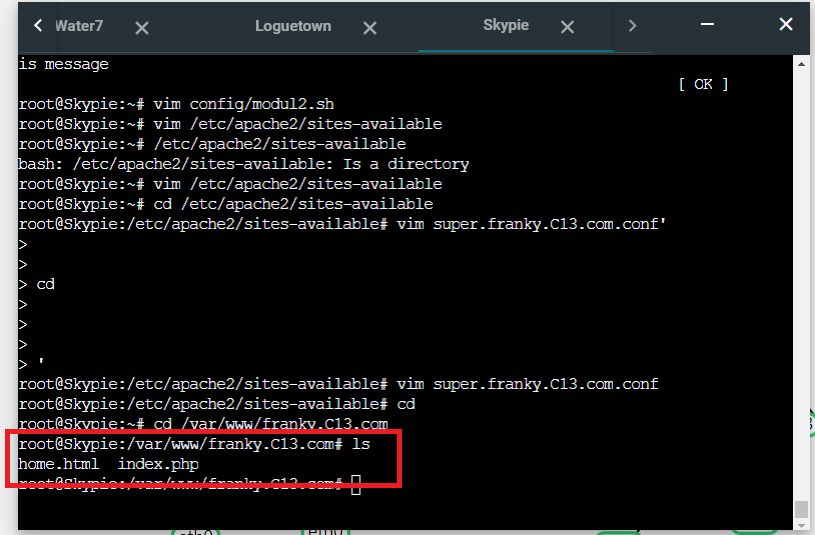 Water7 Loguetown Skypie
is message
[ OK ]
root@Skypie:~# vim config/modul2.sh
root@Skypie:~# vim /etc/apache2/sites-available
root@Skypie:~# /etc/apache2/sites-available
bash: /etc/apache2/sites-available: Is a directory
root@Skypie:~# vim /etc/apache2/sites-available
root@Skypie:~# cd /etc/apache2/sites-available
root@Skypie:/etc/apache2/sites-available# vim super.franky.C13.com.conf'
>
>
> cd
>
>
>
> '
root@Skypie:/etc/apache2/sites-available# vim super.franky.C13.com.conf
root@Skypie:/etc/apache2/sites-available# cd
root@Skypie:~# cd /var/www/franky.C13.com
root@Skypie:/var/www/franky.C13.com# ls
home.html  index.php
root@Skypie:/var/www/franky.C13.com#